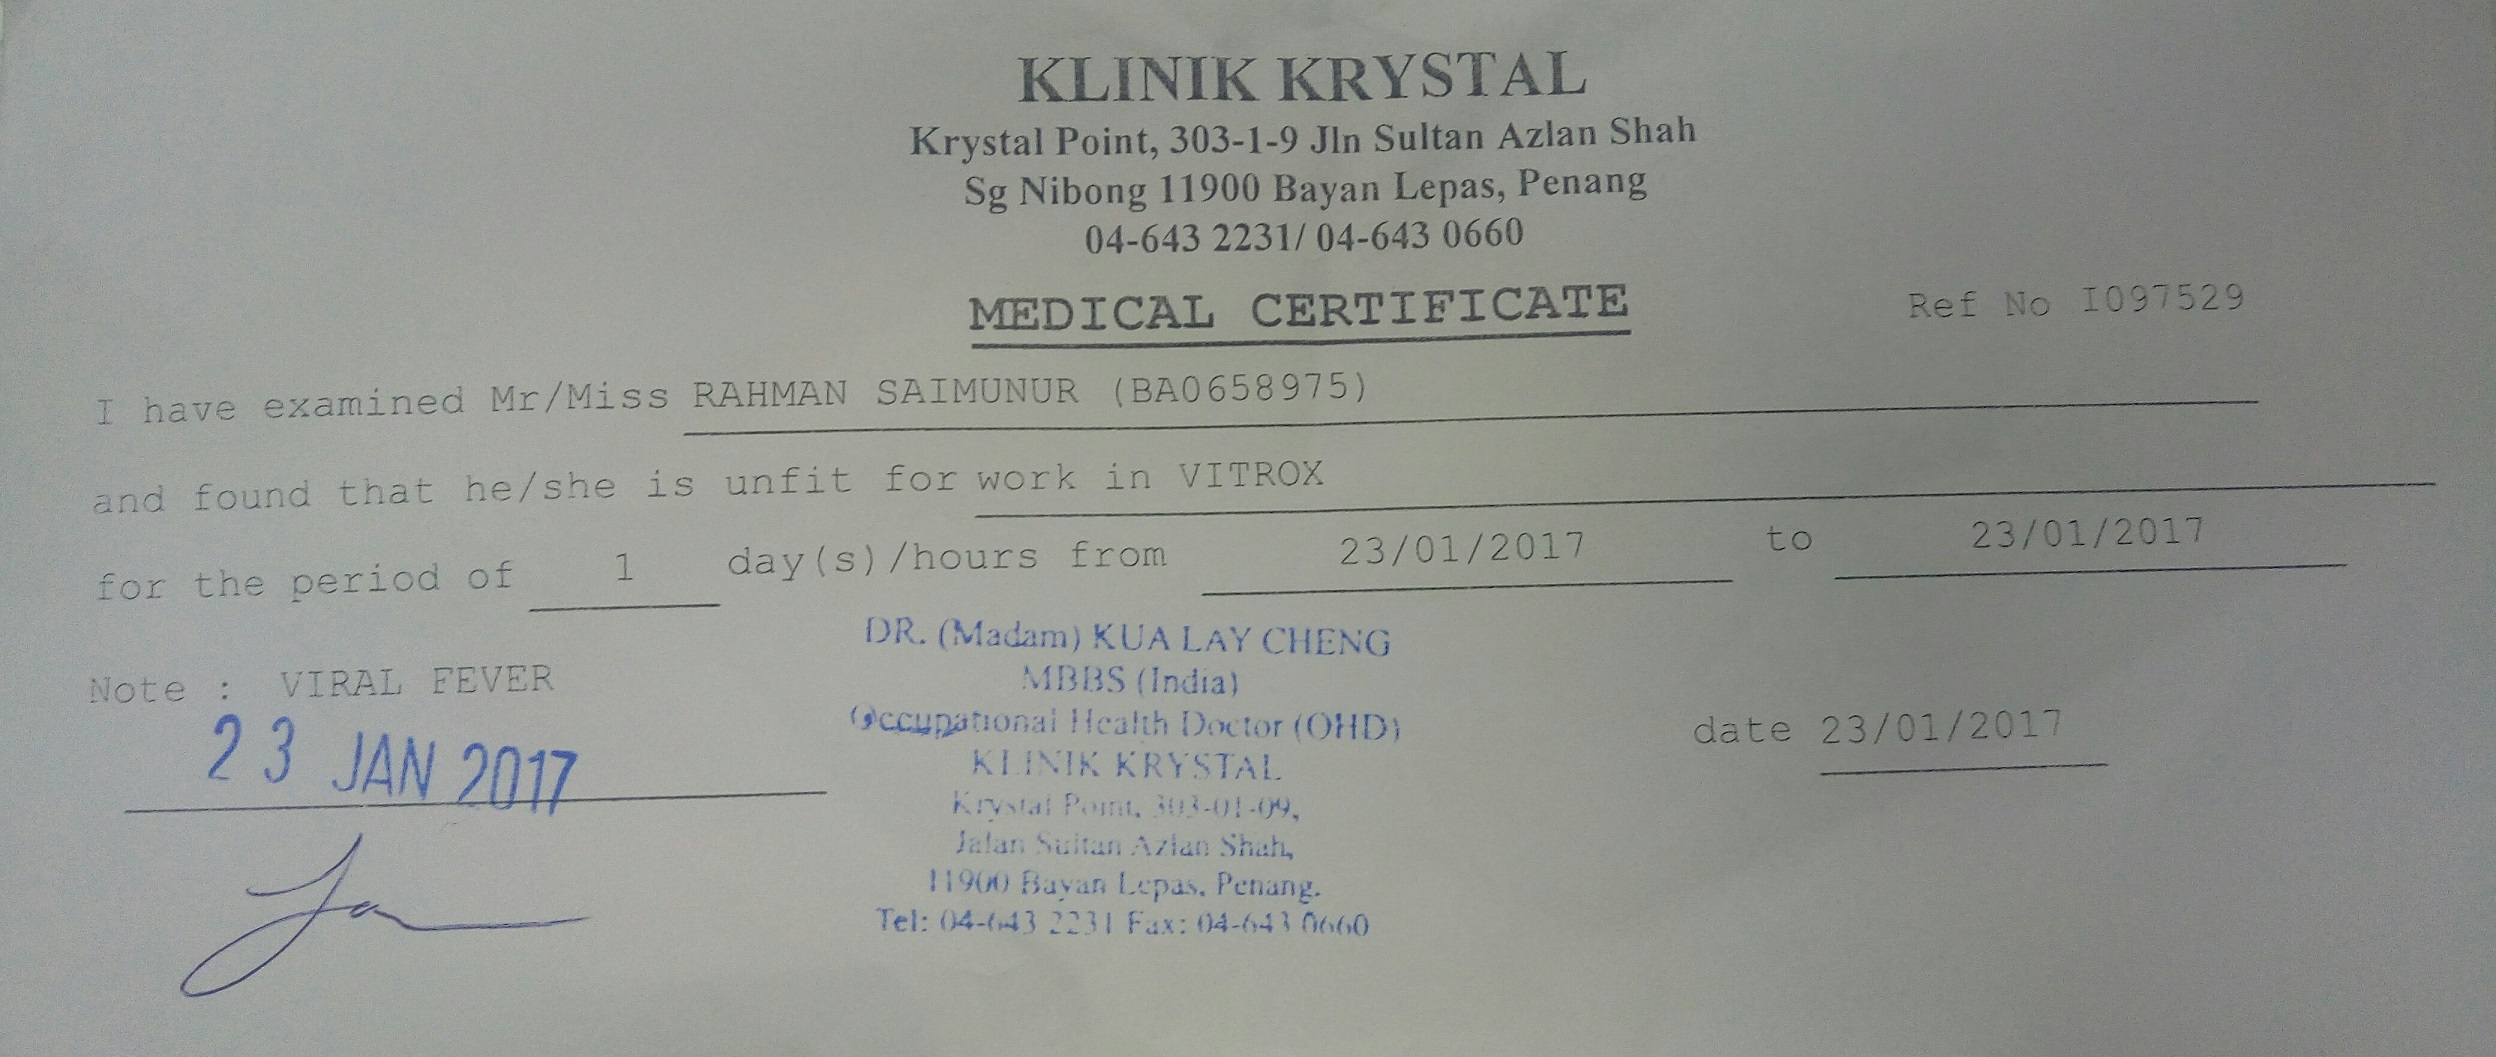 KLINIK KRYSTAL
Krystal Point, 303-1-9 Jln Sultan Azlan Shah
Sg Nibong 11900 Bayan Lepas, Penang
04-643 2231/ 04-643 0660
MEDICAL CERTIFICATE
Ref No I097529
I have examined Mr/Miss RAHMAN SAIMUNUR (BA0658975)
and found that he/she is unfit for work in VITROX
for the period of 1 day(s)/hours from 23/01/2017 to 23/01/2017
Note : VIRAL FEVER
23 JAN 2017
DR. (Madam) KUA LAY CHENG
MBBS (India)
Occupational Health Doctor (OHD)
KLINIK KRYSTAL
Krystal Point, 303-01-09,
Jalan Sultan Azlan Shah,
11900 Bayan Lepas, Penang.
Tel: 04-643 2231 Fax: 04-643 0660
date 23/01/2017